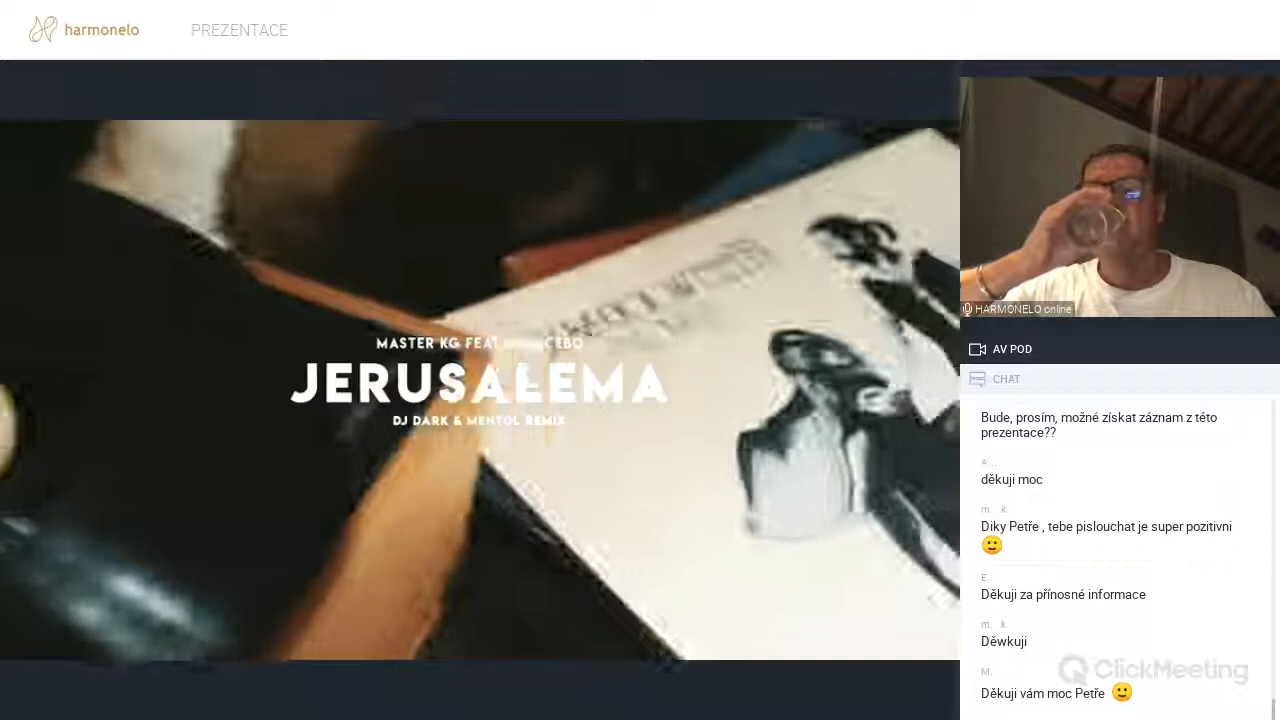 harmonelo
PREZENTACE
MASTER KG FEAT
JERUSALEMA
DJ DARK & MENTOL REMIX
HARMONELO online
AV POD
CHAT
Bude, prosím, možné získat záznam z této
prezentace??
A...
děkuji moc
m. k.
Diky Petře , tebe pislouchat je super pozitivni
E.
Děkuji za přínosné informace
m. k.
Děwkuji
M.
Děkuji vám moc Petře
ClickMeeting